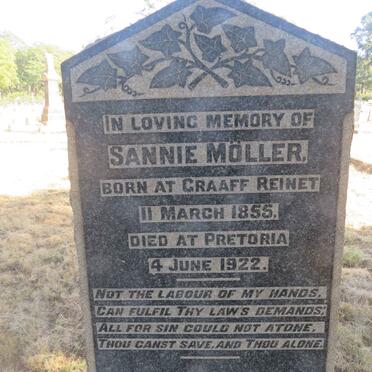 IN LOVING MEMORY OF
SANNIE MÖLLER,
BORN AT GRAAFF REINET
11 MARCH 1855,
DIED AT PRETORIA
4 JUNE 1922.
NOT THE LABOUR OF MY HANDS,
CAN FULFIL THY LAW'S DEMANDS;
ALL FOR SIN COULD NOT ATONE,
THOU CANST SAVE, AND THOU ALONE.